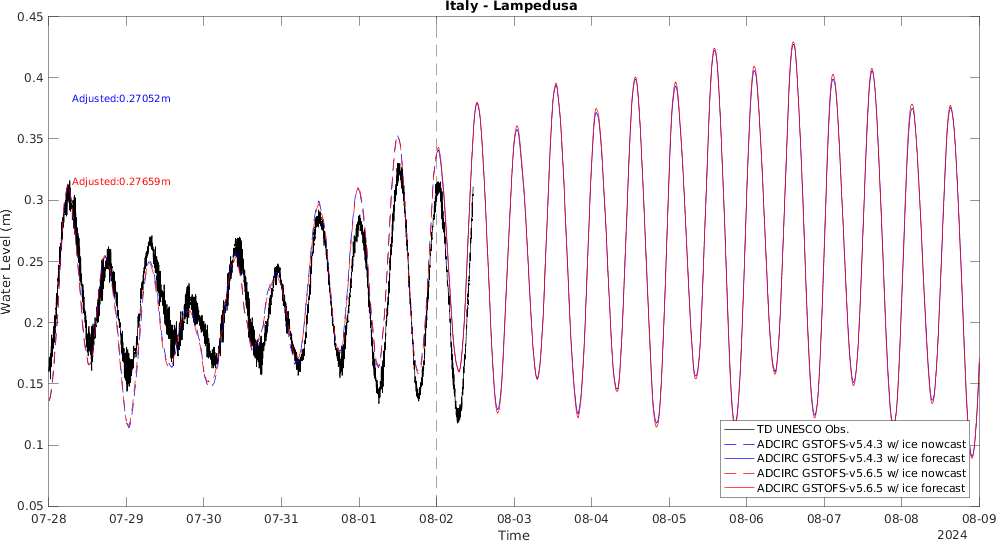 Italy - Lampedusa
0.45
0.4
0.35
0.3
0.25
0.2
0.15
0.1
0.05
Water Level (m)
Adjusted:0.27052m
Adjusted:0.27659m
TD UNESCO Obs.
ADCIRC GSTOFS-v5.4.3 w/ ice nowcast
ADCIRC GSTOFS-v5.4.3 w/ ice forecast
ADCIRC GSTOFS-v5.6.5 w/ ice nowcast
ADCIRC GSTOFS-v5.6.5 w/ ice forecast
07-28 07-29 07-30 07-31 08-01 08-02 08-03 08-04 08-05 08-06 08-07 08-08 08-09
Time
2024